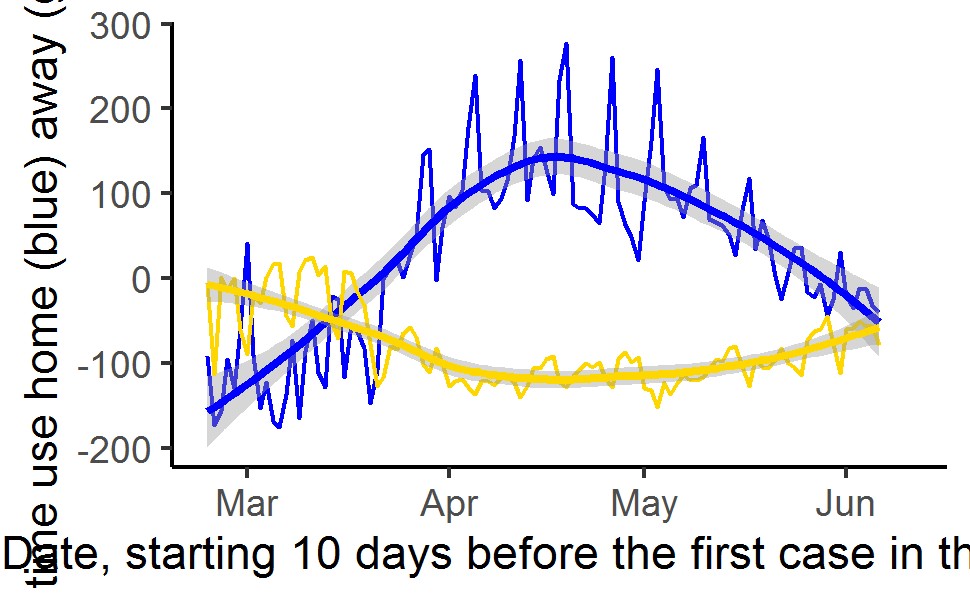 time use home (blue) away (
300
200
100
0
-100
-200
Mar Apr May Jun
Date, starting 10 days before the first case in th